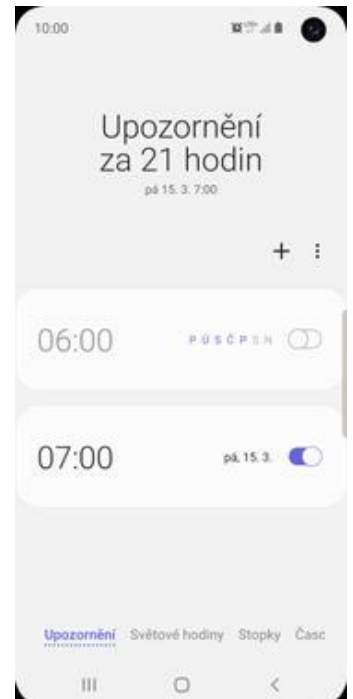 10:00
Upozornění
za 21 hodin
pá 15. 3. 7:00
06:00 P Ú S Č P S N
07:00 pá, 15. 3.
Upozornění Světové hodiny Stopky Časc